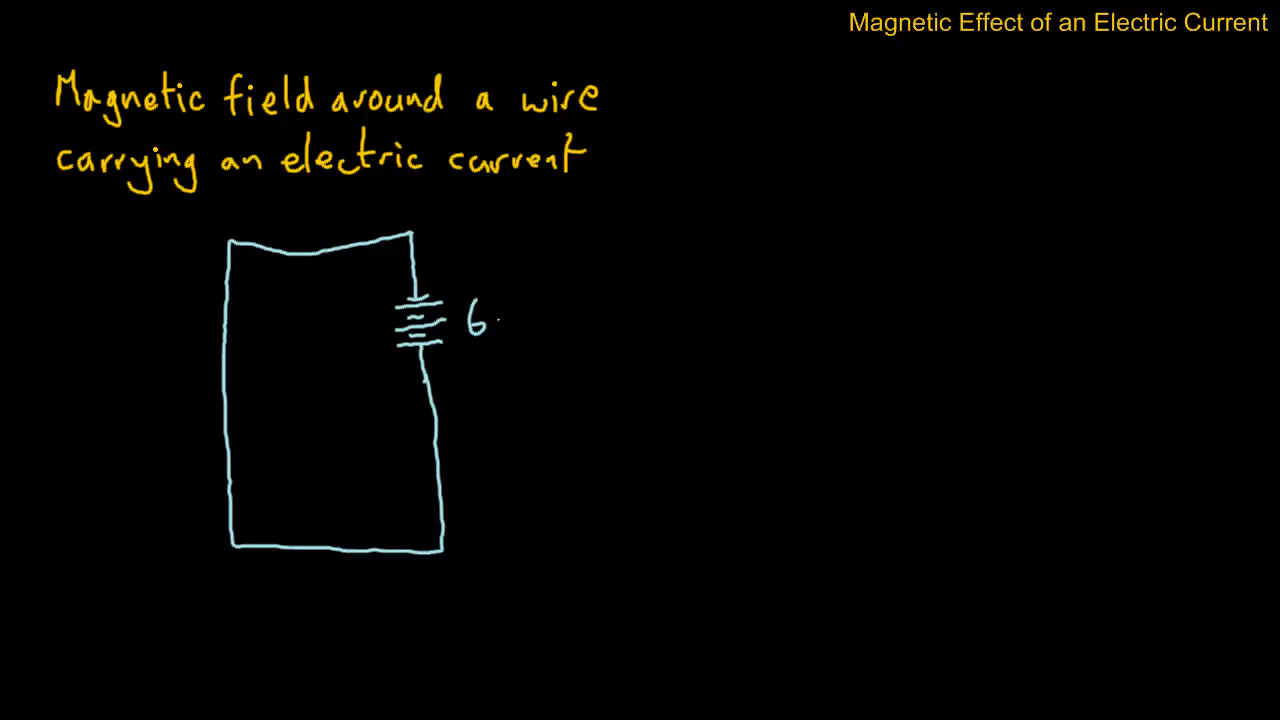 Magnetic Effect of an Electric Current
Magnetic field around a wire
carrying an electric current
6